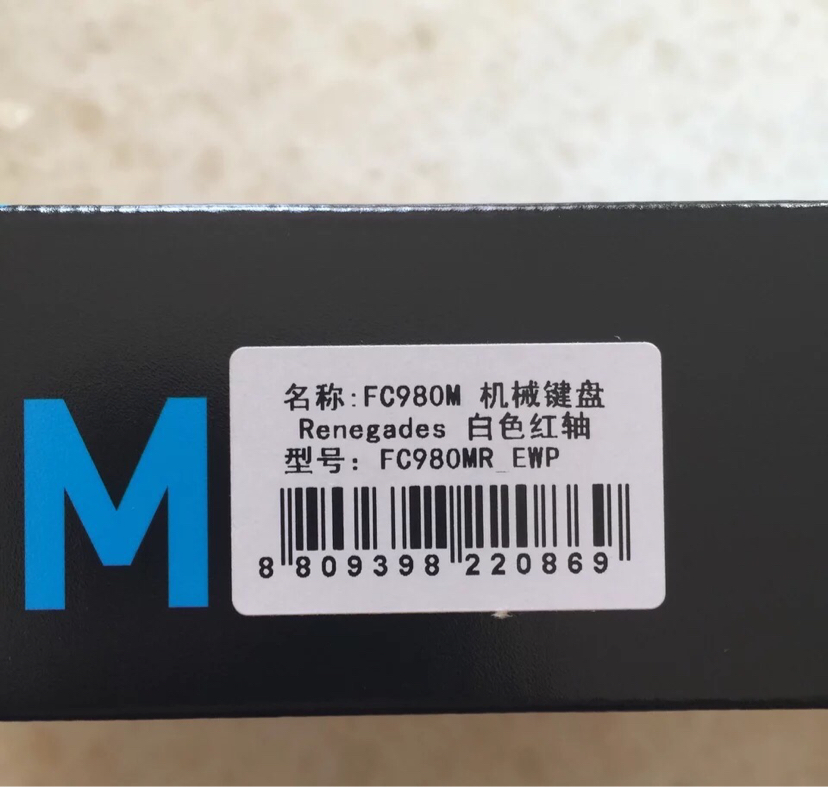 M
名称:FC980M 机械键盘
Renegades 白色红轴
型号: FC980MR_EWP
8 809398 220869